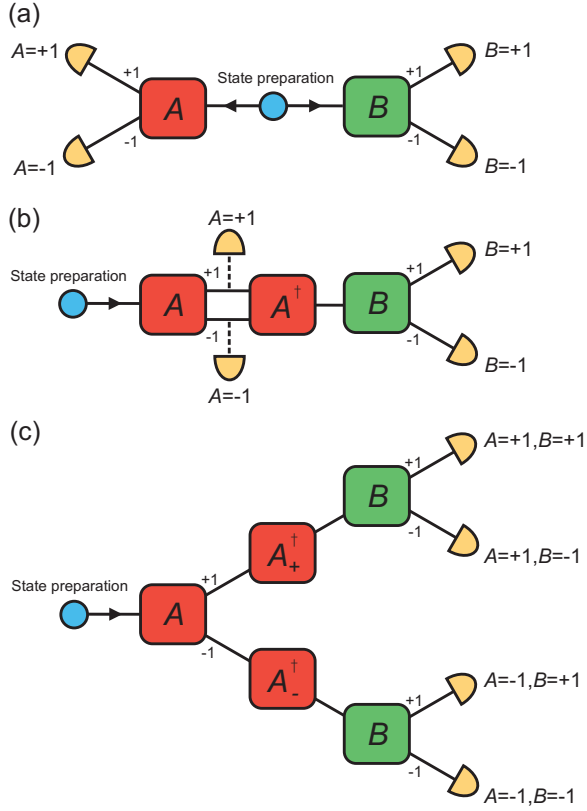 (a)
A=+1
+1
A
-1
A=-1
State preparation
B
+1
-1
B=+1
B=-1
(b)
A=+1
State preparation
A
+1
-1
A†
B
+1
-1
B=+1
B=-1
A=-1
(c)
State preparation
A
+1
-1
A+†
B
+1
-1
A=+1,B=+1
A=+1,B=-1
A-†
B
+1
-1
A=-1,B=+1
A=-1,B=-1